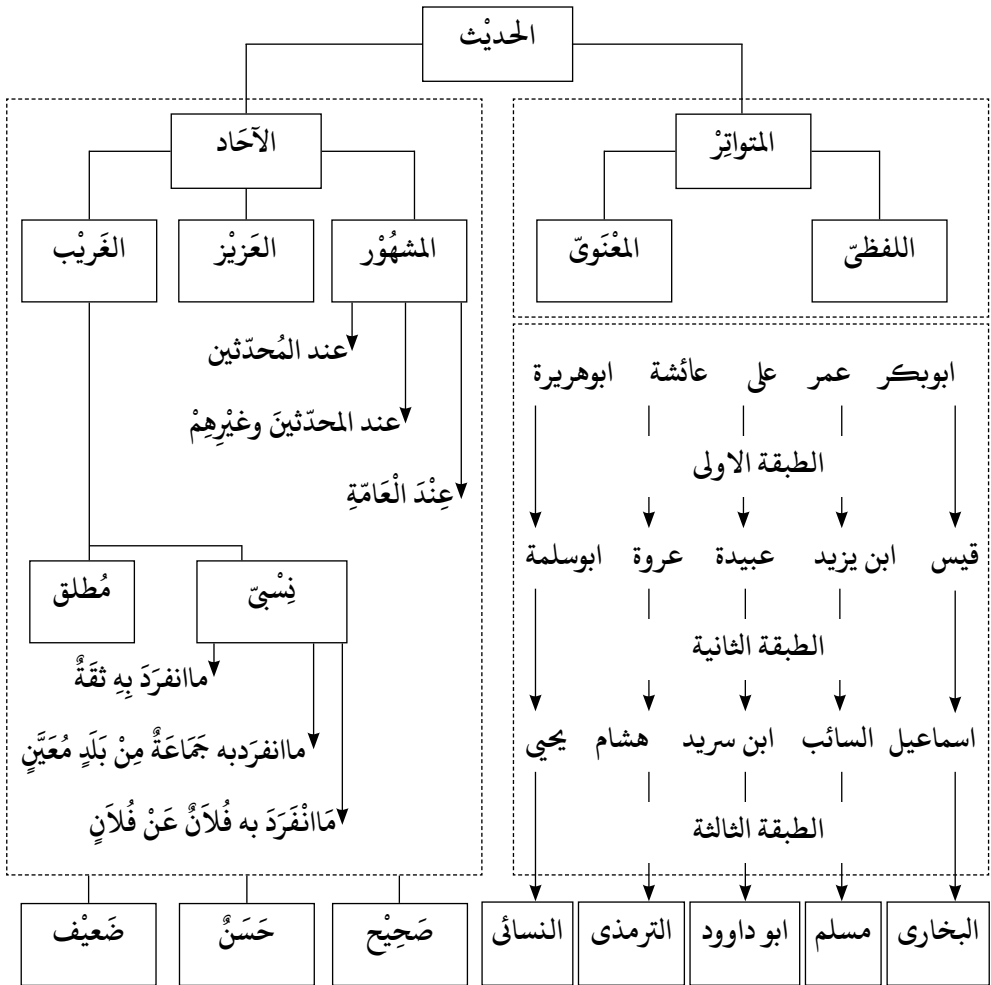 الحديْث
المتواتِرْ
الآحَاد
اللفظىّ
المعْنَوىّ
المشهُوْر
العَزيْز
الغَريْب
عند المُحدّثين
عند المحدّثينَ وغيْرِهِمْ
عِنْدَ الْعَامّةِ
نِسْبىّ
مُطلق
ماانفرَدَ بِهِ ثقَةٌ
ماانفرَدبه جَمَاعَةٌ مِنْ بَلَدٍ مُعَيَّنٍ
مَاانْفَرَدَ به فُلاَنٌ عَنْ فُلاَنٍ
ابوبكر عمر على عائشة ابوهريرة
الطبقة الاولى
قيس ابن يزيد عبيدة عروة ابوسلمة
الطبقة الثانية
اسماعيل السائب ابن سريد هشام يحيى
الطبقة الثالثة
البخارى مسلم ابو داوود الترمذى النسائى
صَحِيْح حَسَنٌ ضَعيْف